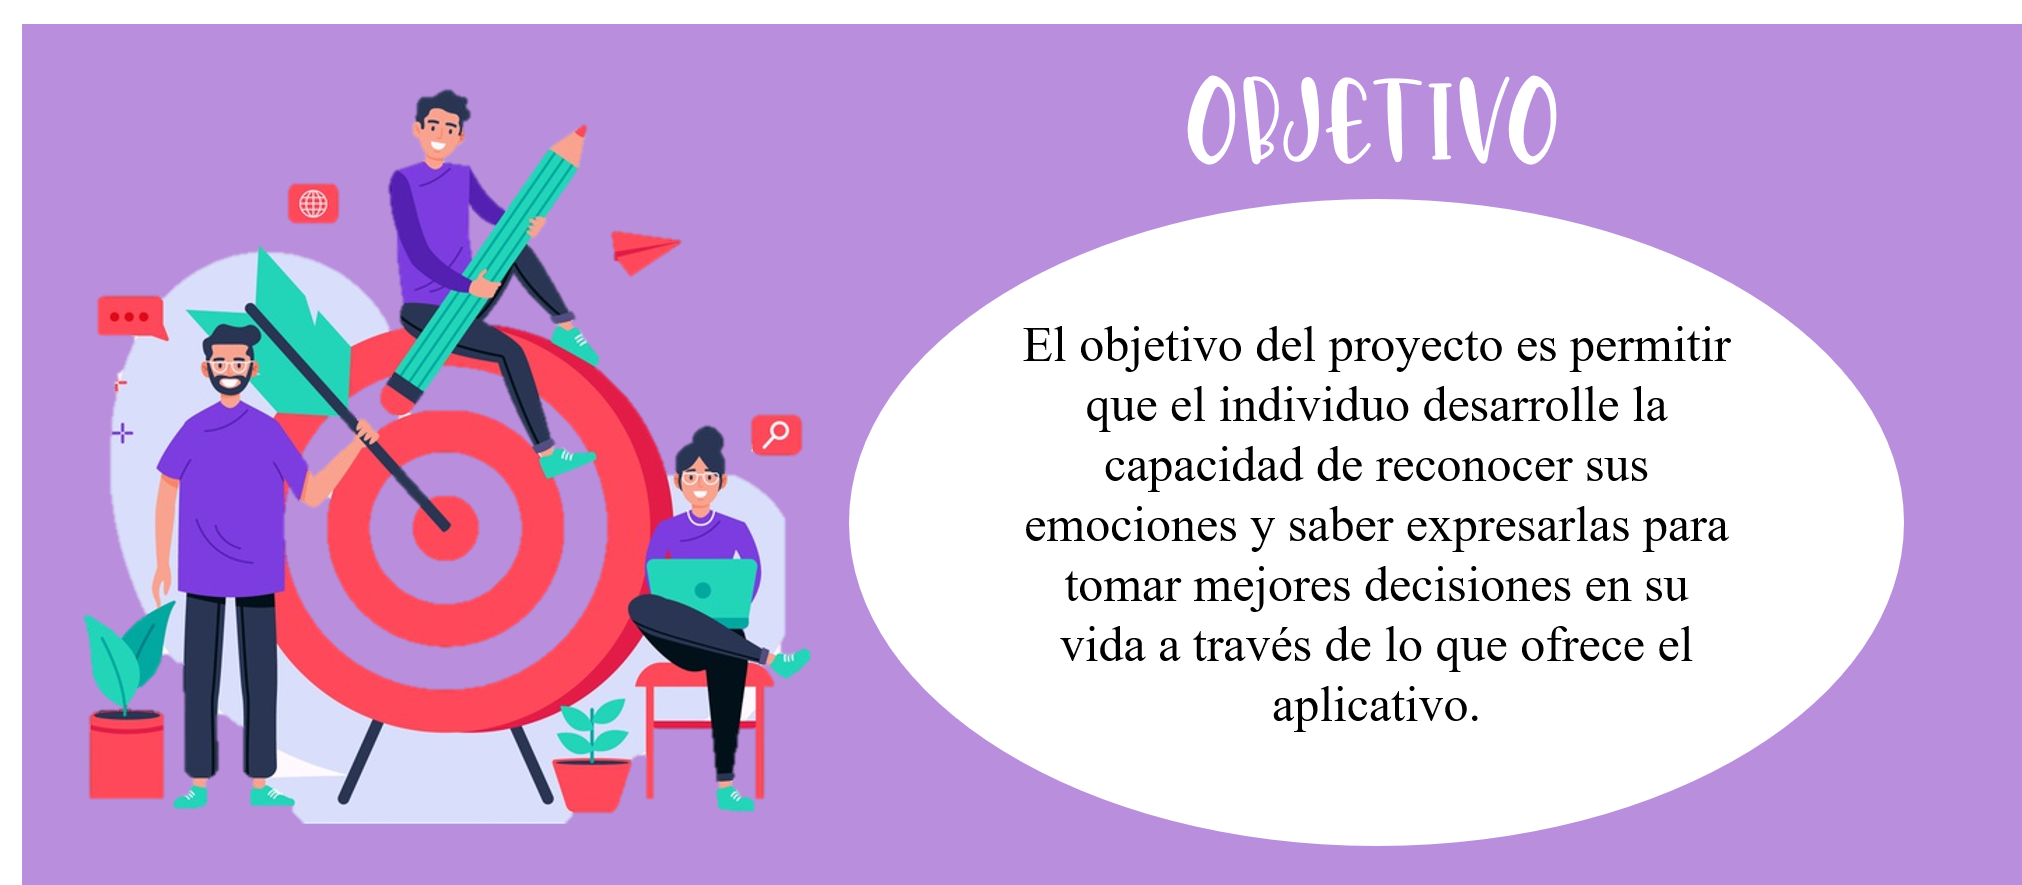 OBJETIVO
El objetivo del proyecto es permitir
que el individuo desarrolle la
capacidad de reconocer sus
emociones y saber expresarlas para
tomar mejores decisiones en su
vida a través de lo que ofrece el
aplicativo.